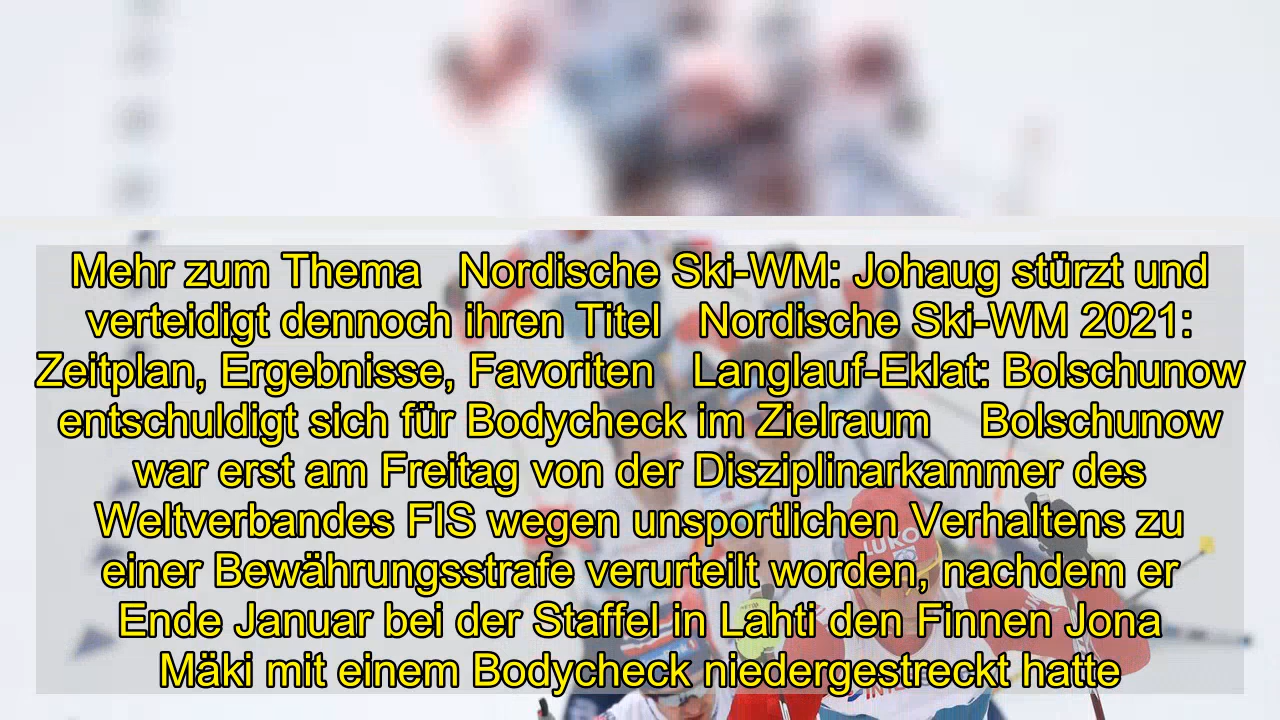 Mehr zum Thema Nordische Ski-WM: Johaug stürzt und
verteidigt dennoch ihren Titel Nordische Ski-WM 2021:
Zeitplan, Ergebnisse, Favoriten Langlauf-Eklat: Bolschunow
entschuldigt sich für Bodycheck im Zielraum Bolschunow
war erst am Freitag von der Disziplinarkammer des
Weltverbandes FIS wegen unsportlichen Verhaltens zu
einer Bewährungsstrafe verurteilt worden, nachdem er
LUKO
Ende Januar bei der Staffel in Lahti den Finnen Jona
Mäki mit einem Bodycheck niedergestreckt hatte